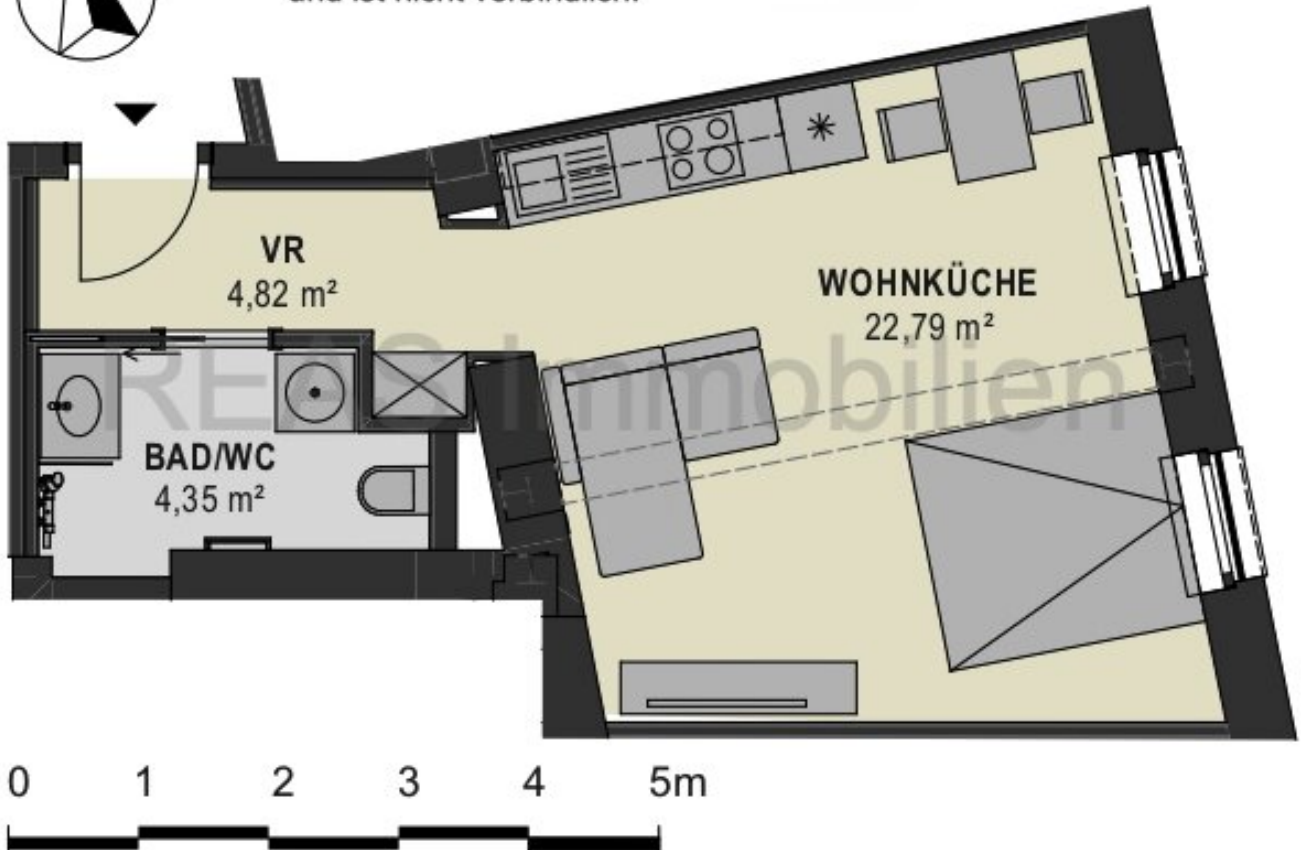 VR
4,82 m²
WOHNKÜCHE
22,79 m²
REAS Immobilien
BAD/WC
4,35 m²
0 1 2 3 4 5m